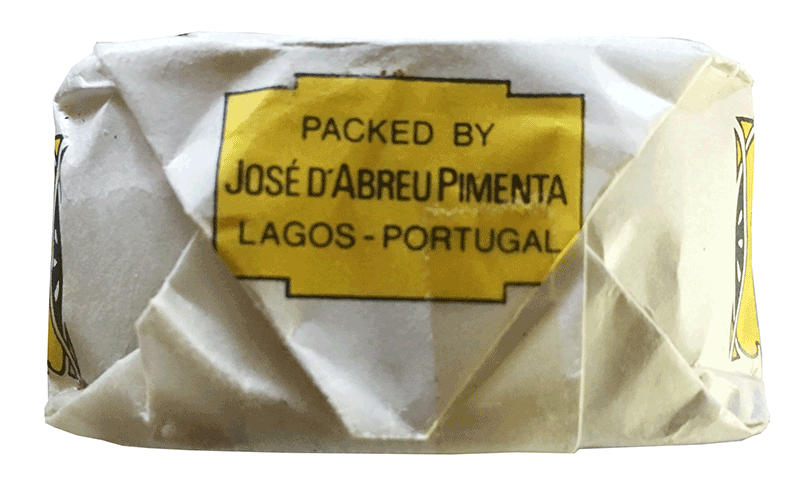 PACKED BY
JOSÉ D'ABREU PIMENTA
LAGOS - PORTUGAL